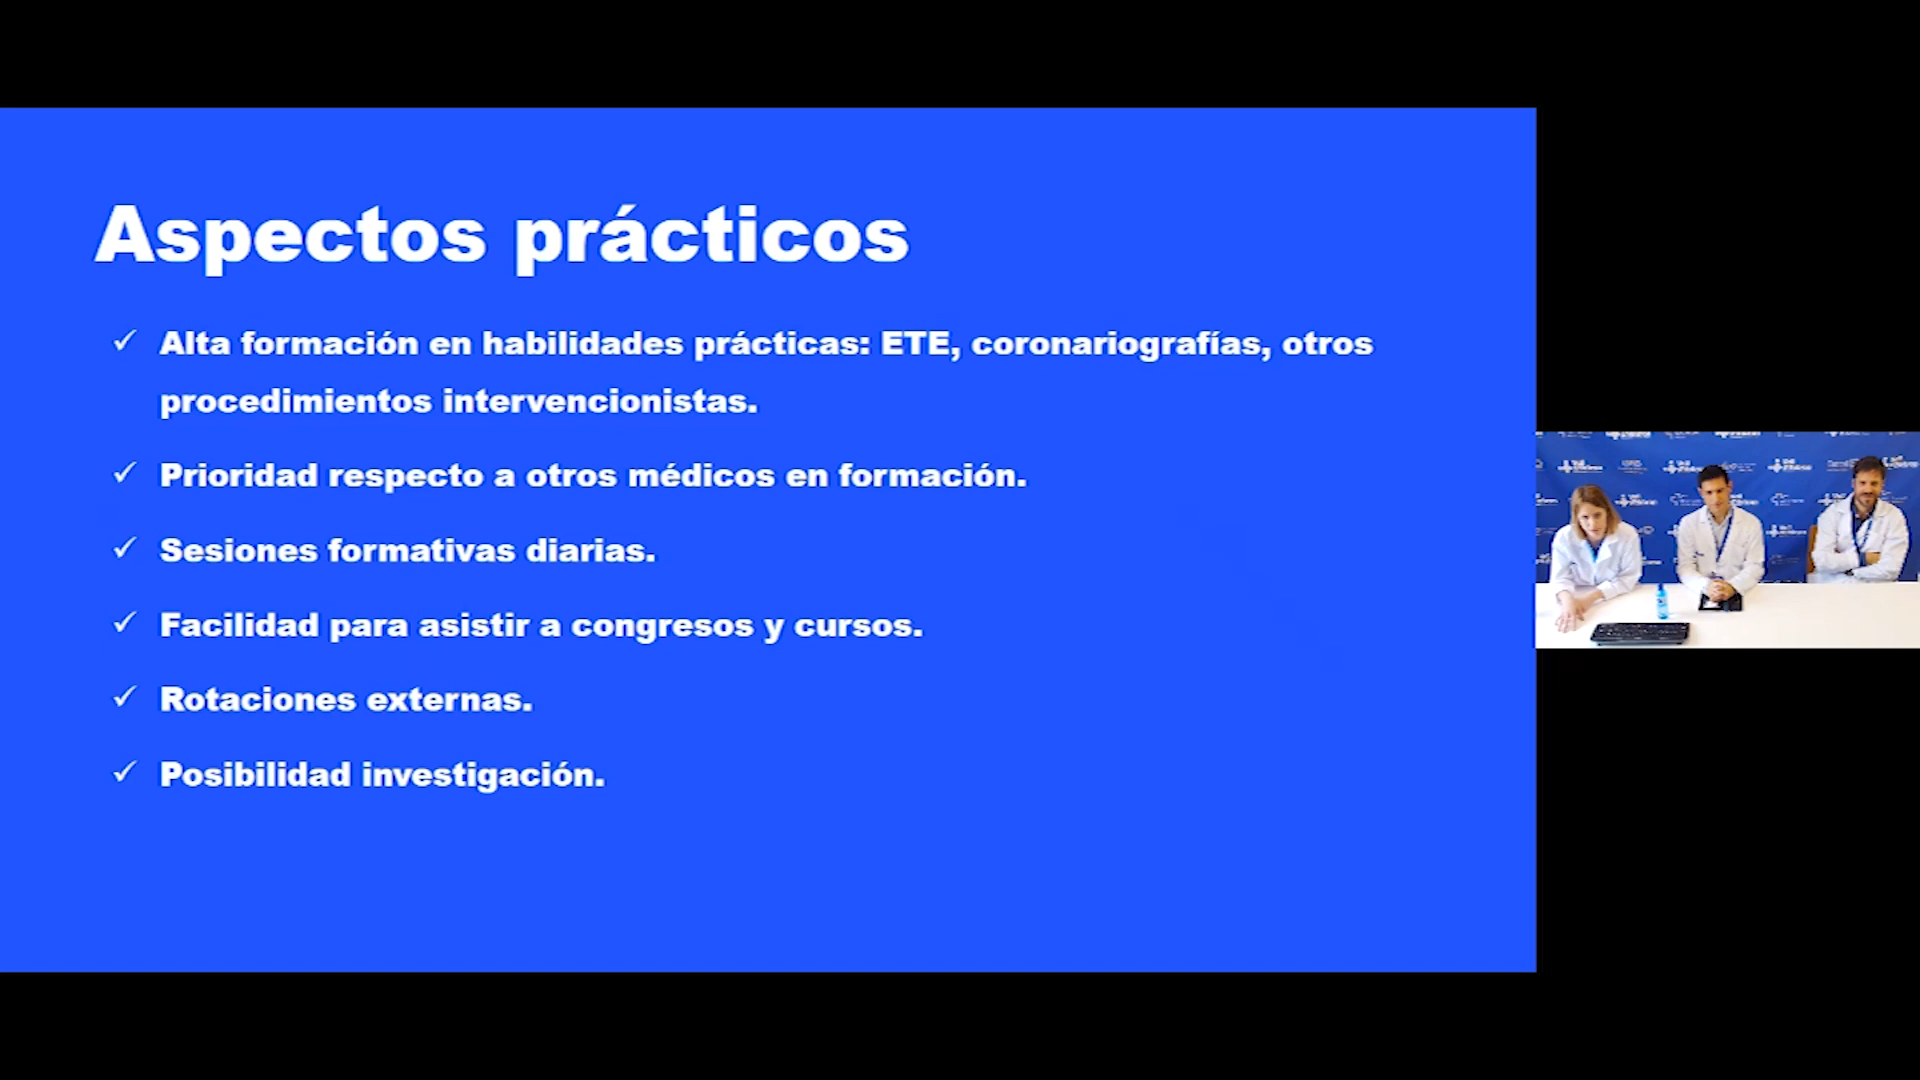 Aspectos prácticos
✓ Alta formación en habilidades prácticas: ETE, coronariografías, otros
procedimientos intervencionistas.
✓ Prioridad respecto a otros médicos en formación.
✓ Sesiones formativas diarias.
✓ Facilidad para asistir a congresos y cursos.
✓ Rotaciones externas.
✓ Posibilidad investigación.